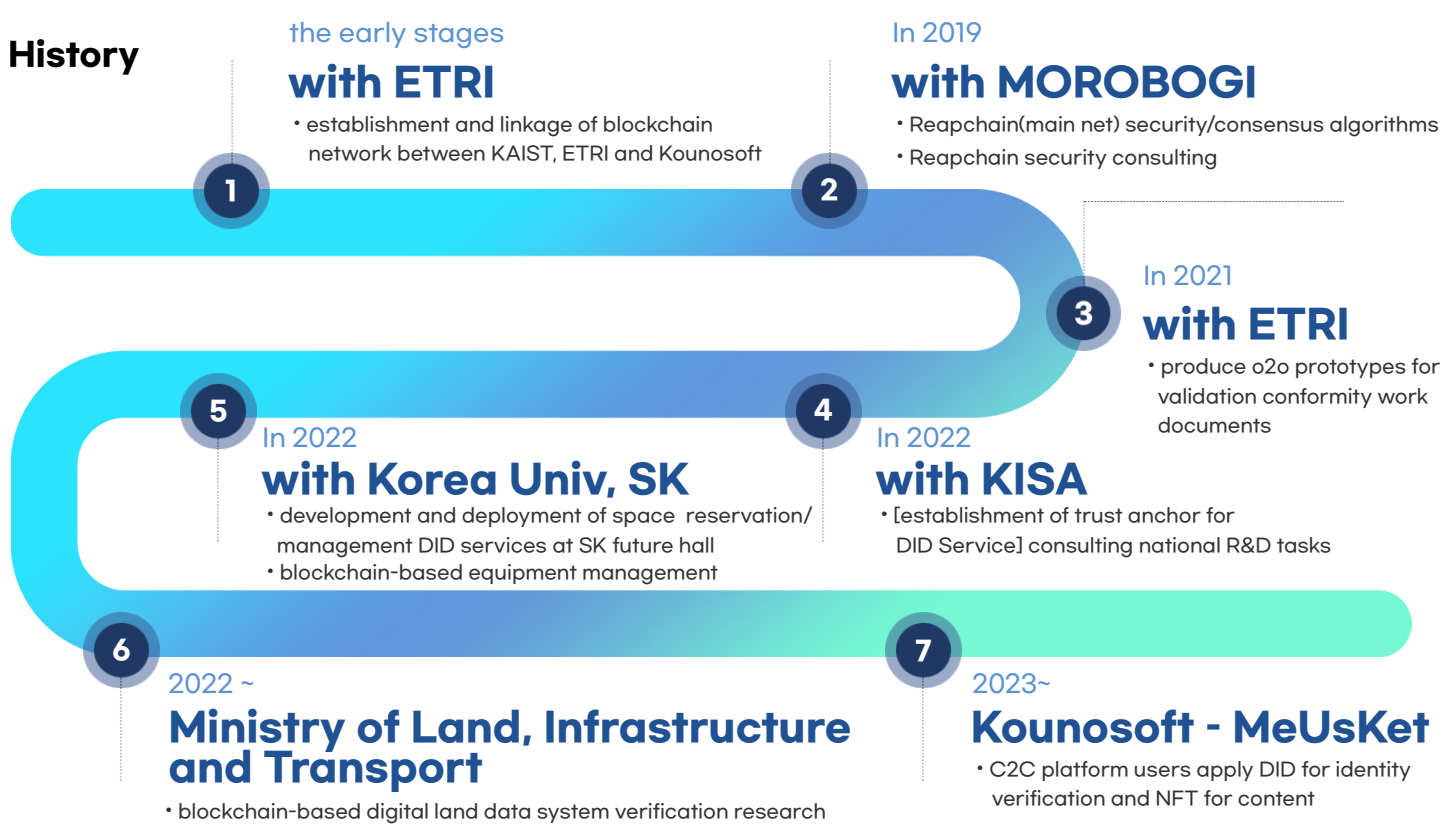 History
the early stages
with ETRI
• establishment and linkage of blockchain
network between KAIST, ETRI and Kounosoft
1
In 2019
with MOROBOGI
• Reapchain(main net) security/consensus algorithms
• Reapchain security consulting
2
3
In 2021
with ETRI
• produce o2o prototypes for
validation conformity work
documents
4
In 2022
with KISA
• [establishment of trust anchor for
DID Service] consulting national R&D tasks
5
In 2022
with Korea Univ, SK
• development and deployment of space reservation/
management DID services at SK future hall
• blockchain-based equipment management
6
2022 ~
Ministry of Land, Infrastructure
and Transport
• blockchain-based digital land data system verification research
7
2023~
Kounosoft - MeUsKet
• C2C platform users apply DID for identity
verification and NFT for content